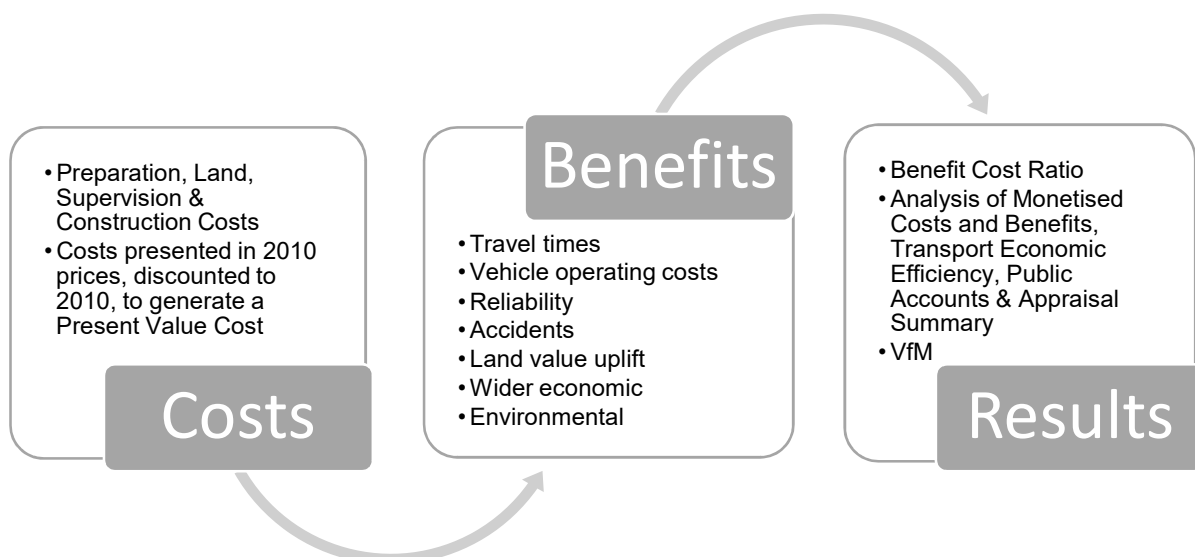 • Preparation, Land,
Supervision &
Construction Costs
• Costs presented in 2010
prices, discounted to
2010, to generate a
Present Value Cost
Costs
Benefits
• Travel times
• Vehicle operating costs
• Reliability
• Accidents
• Land value uplift
• Wider economic
• Environmental
• Benefit Cost Ratio
• Analysis of Monetised
Costs and Benefits,
Transport Economic
Efficiency, Public
Accounts & Appraisal
Summary
• VfM
Results